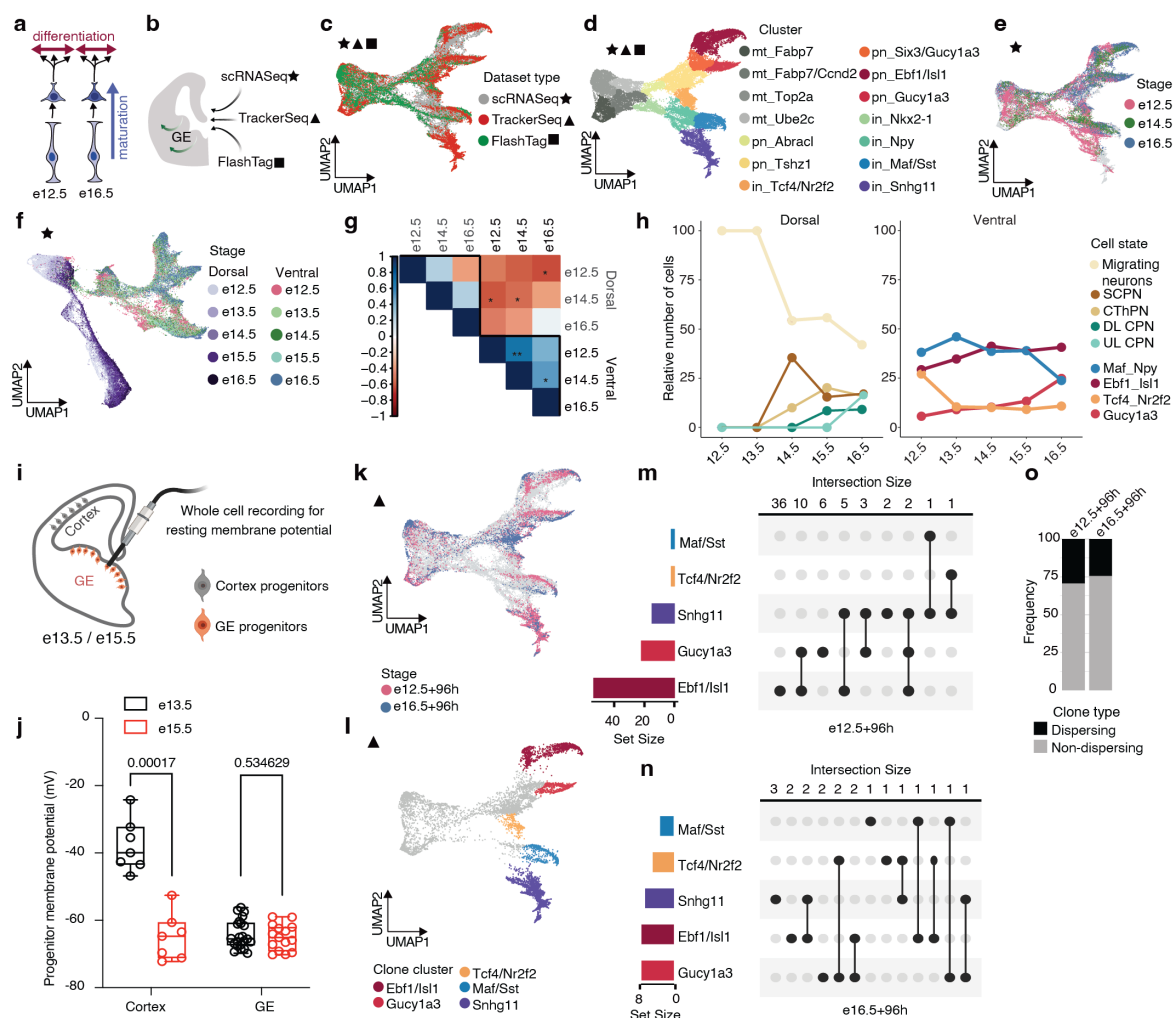 a
differentiation
maturation
e12.5 e16.5
b
scRNASeq★
TrackerSeq▲
FlashTag■
GE
c
★▲■
Dataset type
scRNASeq★
TrackerSeq▲
FlashTag■
UMAP2
UMAP1
d
★▲■
Cluster
mt_Fabp7
mt_Fabp7/Ccnd2
mt_Top2a
mt_Ube2c
pn_Abracl
pn_Tshz1
in_Tcf4/Nr2f2
pn_Six3/Gucy1a3
pn_Ebf1/Isl1
pn_Gucy1a3
in_Nkx2-1
in_Npy
in_Maf/Sst
in_Snhg11
UMAP2
UMAP1
e
★
Stage
e12.5
e14.5
e16.5
UMAP2
UMAP1
f
★
Stage
Dorsal Ventral
e12.5 e12.5
e13.5 e13.5
e14.5 e14.5
e15.5 e15.5
e16.5 e16.5
UMAP2
UMAP1
g
e12.5 e14.5 e16.5 e12.5 e14.5 e16.5
1
0.8
0.6
0.4
0.2
0
−0.2
−0.4
−0.6
−0.8
−1
*
* *
**
*
e12.5
e14.5
e16.5
e12.5
e14.5
e16.5
Dorsal
Ventral
h
Dorsal Ventral
Relative number of cells
100 100
75 75
50 50
25 25
0 0
12.5 13.5 14.5 15.5 16.5 12.5 13.5 14.5 15.5 16.5
Cell state
Migrating
neurons
SCPN
CThPN
DL CPN
UL CPN
Maf_Npy
Ebf1_Isl1
Tcf4_Nr2f2
Gucy1a3
i
Cortex
GE
e13.5 / e15.5
Whole cell recording for
resting membrane potential
Cortex progenitors
GE progenitors
j
e13.5
e15.5
Progenitor membrane potential (mV)
0
-20
-40
-60
-80
0.00017
0.534629
Cortex GE
k
▲
UMAP2
UMAP1
Stage
e12.5+96h
e16.5+96h
l
▲
UMAP2
UMAP1
Clone cluster
Ebf1/Isl1
Gucy1a3
Tcf4/Nr2f2
Maf/Sst
Snhg11
m
Intersection Size
36 10 6 5 3 2 2 1 1
Maf/Sst
Tcf4/Nr2f2
Snhg11
Gucy1a3
Ebf1/Isl1
40 20 0
Set Size
e12.5+96h
n
Intersection Size
3 2 2 2 2 2 1 1 1 1 1 1 1
Maf/Sst
Tcf4/Nr2f2
Snhg11
Ebf1/Isl1
Gucy1a3
8 0
Set Size
e16.5+96h
o
e12.5+96h
e16.5+96h
Frequency
100
75
50
25
0
Clone type
Dispersing
Non-dispersing